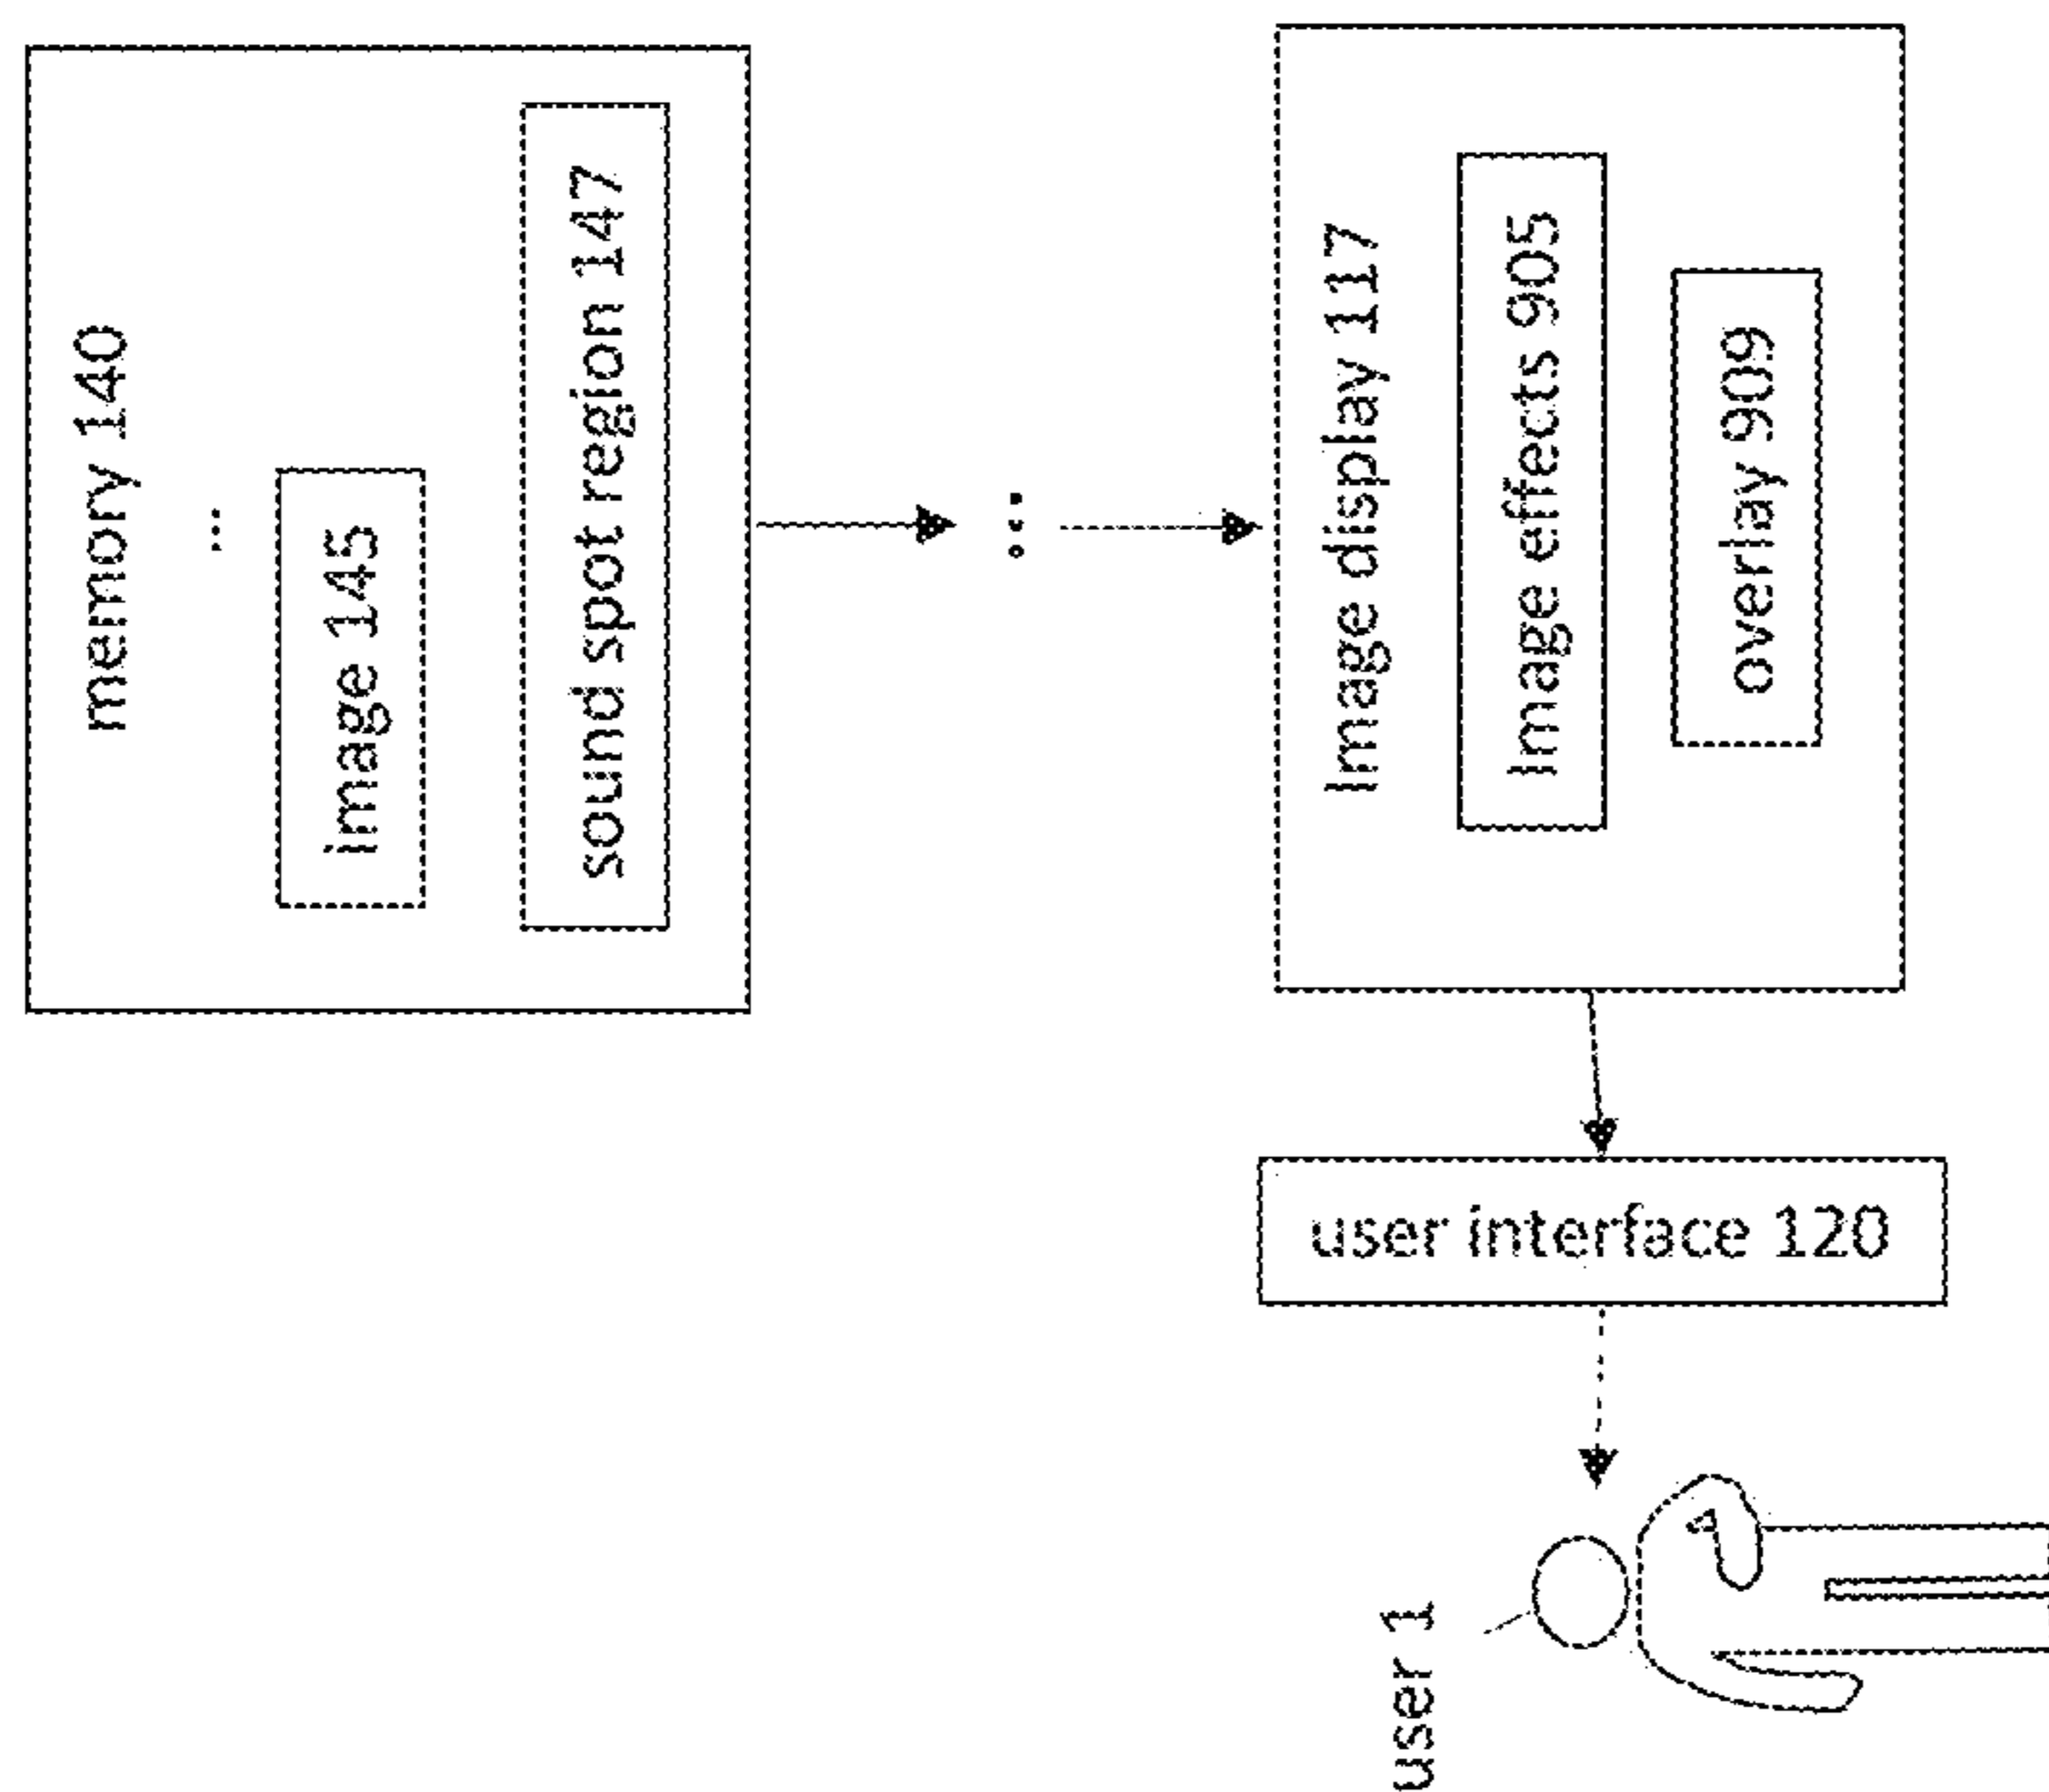 memory 140
...
image 145
sound spot region 147
...
Image display 117
Image effects 905
overlay 909
user interface 120
user 1